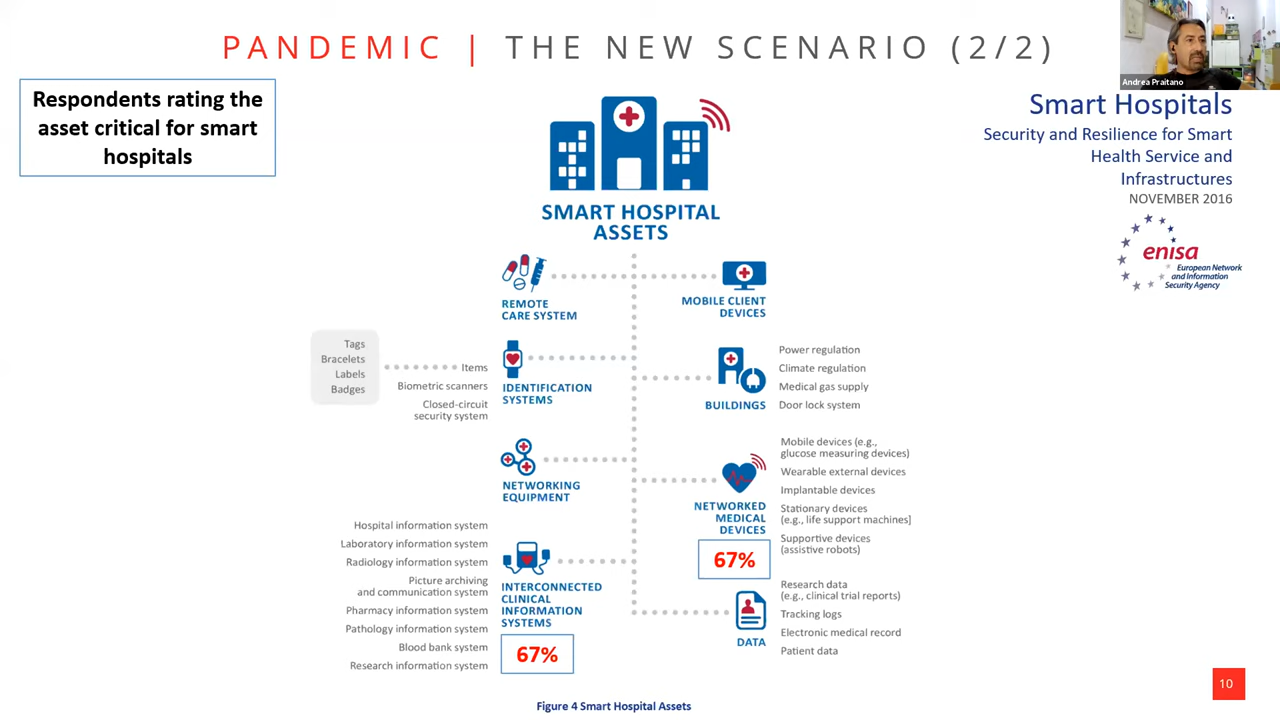 PANDEMIC | THE NEW SCENARIO (2/2)
Andrea Praitano
Respondents rating the
asset critical for smart
hospitals
Smart Hospitals
Security and Resilience for Smart
Health Service and
Infrastructures
NOVEMBER 2016
enisa
European Network
and Information
Security Agency
SMART HOSPITAL
ASSETS
REMOTE
CARE SYSTEM
MOBILE CLIENT
DEVICES
Tags
Bracelets
Labels
Badges
Items
Biometric scanners
Closed-circuit
security system
IDENTIFICATION
SYSTEMS
BUILDINGS
Power regulation
Climate regulation
Medical gas supply
Door lock system
NETWORKING
EQUIPMENT
NETWORKED
MEDICAL
DEVICES
67%
Mobile devices (e.g.,
glucose measuring devices)
Wearable external devices
Implantable devices
Stationary devices
(e.g., life support machines]
Supportive devices
(assistive robots)
Hospital information system
Laboratory information system
Radiology information system
Picture archiving
and communication system
Pharmacy information system
Pathology information system
Blood bank system
Research information system
INTERCONNECTED
CLINICAL
INFORMATION
SYSTEMS
67%
DATA
Research data
(e.g., clinical trial reports)
Tracking logs
Electronic medical record
Patient data
Figure 4 Smart Hospital Assets
10